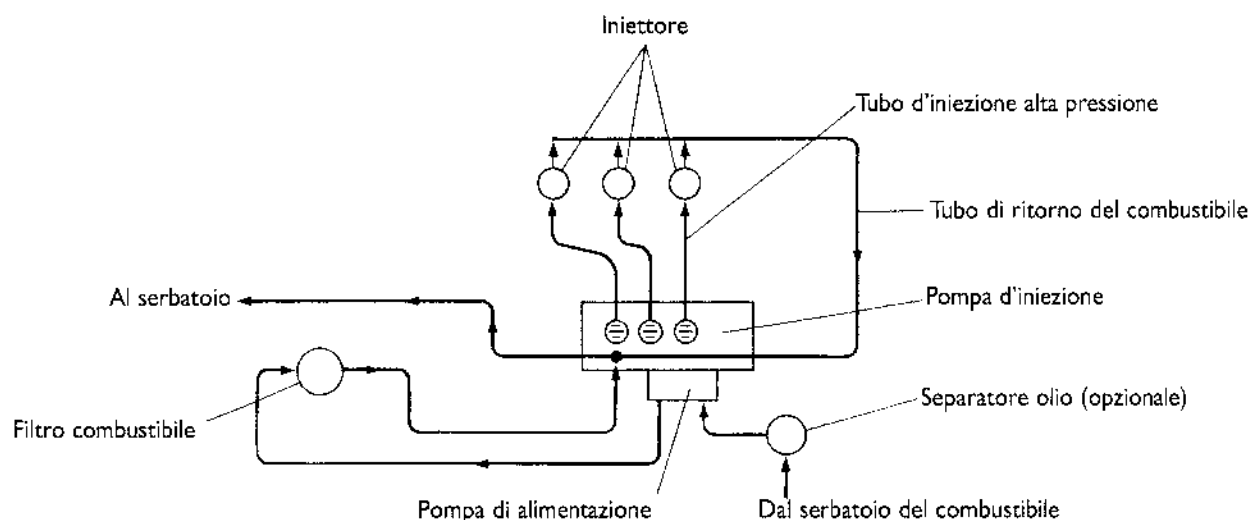 Iniettore
Tubo d'iniezione alta pressione
Tubo di ritorno del combustibile
Al serbatoio
Pompa d'iniezione
Separatore olio (opzionale)
Filtro combustibile
Pompa di alimentazione
Dal serbatoio del combustibile